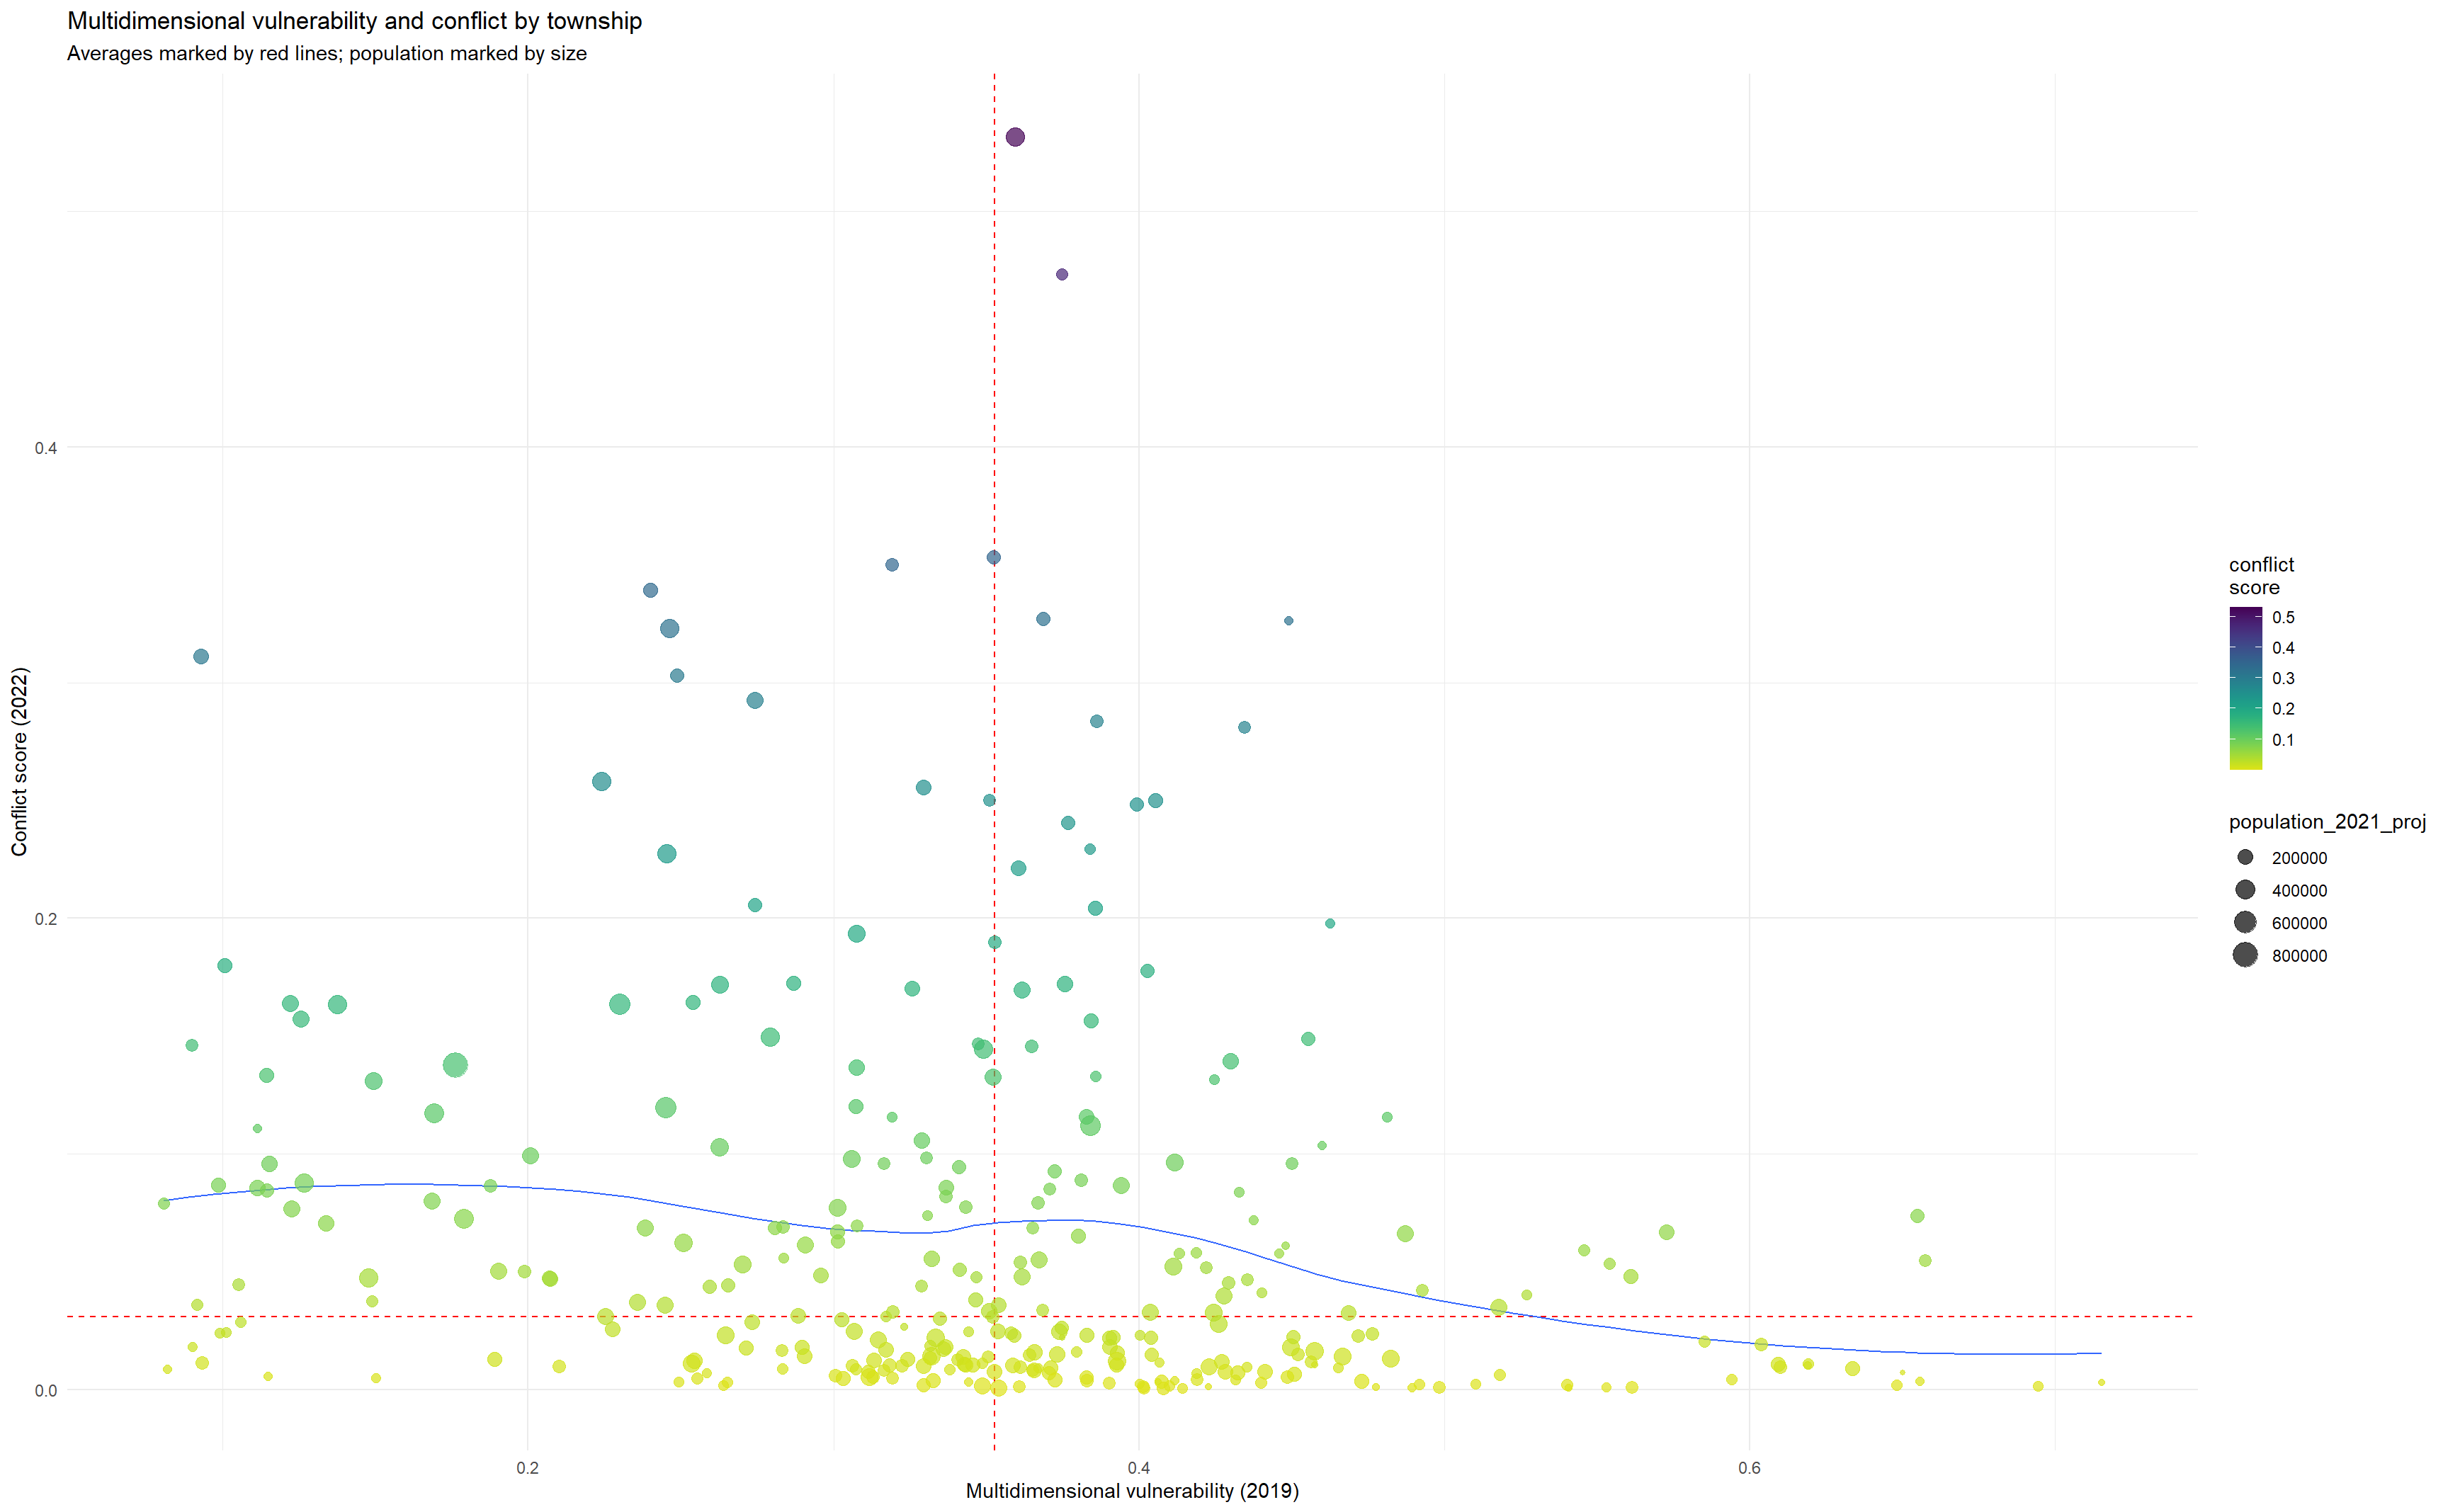 Multidimensional vulnerability and conflict by township
Averages marked by red lines; population marked by size
Conflict score (2022)
0.4
0.2
0.0
0.2
0.4
0.6
Multidimensional vulnerability (2019)
conflict
score
0.5
0.4
0.3
0.2
0.1
population_2021_proj
200000
400000
600000
800000